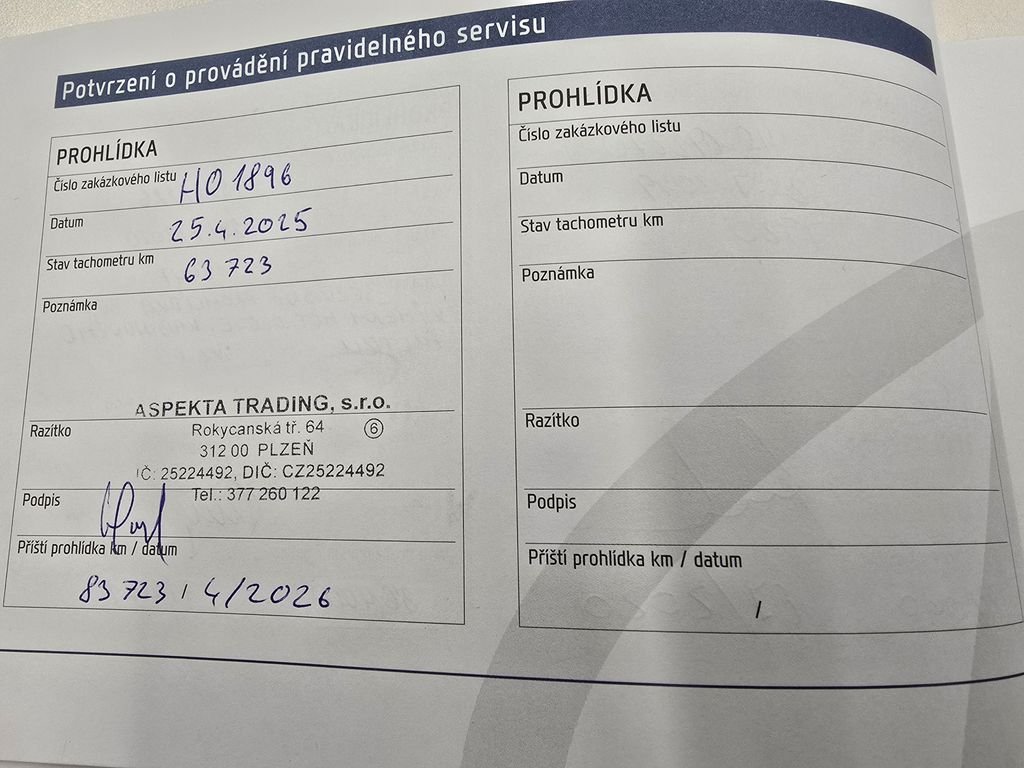 Potvrzení o provádění pravidelného servisu
PROHLÍDKA
Číslo zakázkového listu HO 1896
Datum 25.4.2025
Stav tachometru km 63 723
Poznámka
ASPEKTA TRADING, s.r.o.
Razítko Rokycanská tř. 64 6
312 00 PLZEŇ
IČ: 25224492, DIČ: CZ25224492
Podpis Tel.: 377 260 122
Příští prohlídka km / datum
83 723 / 4/2026
PROHLÍDKA
Číslo zakázkového listu
Datum
Stav tachometru km
Poznámka
Razítko
Podpis
Příští prohlídka km / datum
/